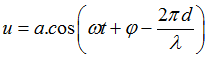 u = a.cos(ωt + φ − 2πd/λ)